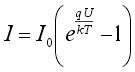 I = I₀(e^{qU/kT} − 1)